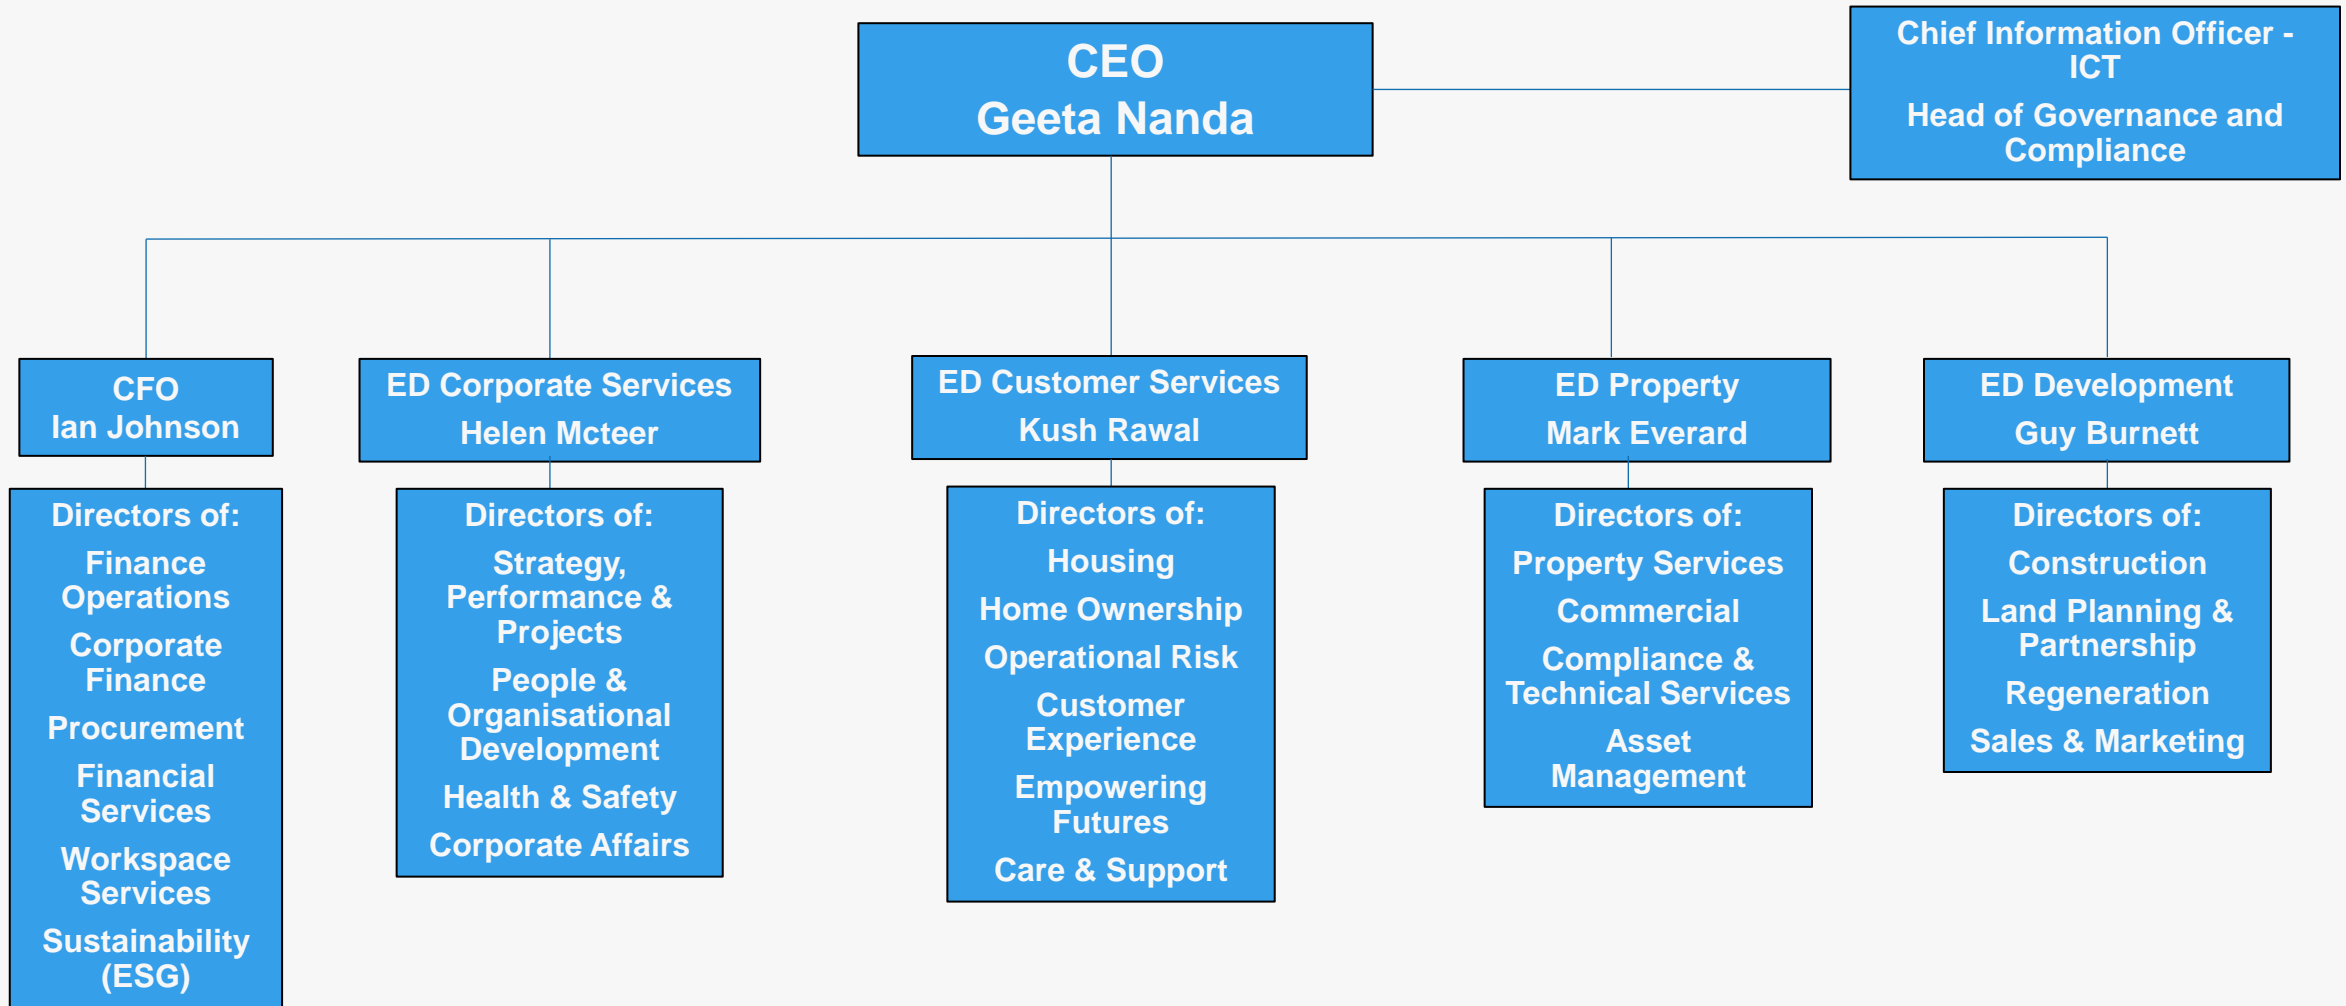 CEO
Geeta Nanda
Chief Information Officer -
ICT
Head of Governance and
Compliance
CFO
Ian Johnson
ED Corporate Services
Helen Mcteer
ED Customer Services
Kush Rawal
ED Property
Mark Everard
ED Development
Guy Burnett
Directors of:
Finance
Operations
Corporate
Finance
Procurement
Financial
Services
Workspace
Services
Sustainability
(ESG)
Directors of:
Strategy,
Performance &
Projects
People &
Organisational
Development
Health & Safety
Corporate Affairs
Directors of:
Housing
Home Ownership
Operational Risk
Customer
Experience
Empowering
Futures
Care & Support
Directors of:
Property Services
Commercial
Compliance &
Technical Services
Asset
Management
Directors of:
Construction
Land Planning &
Partnership
Regeneration
Sales & Marketing